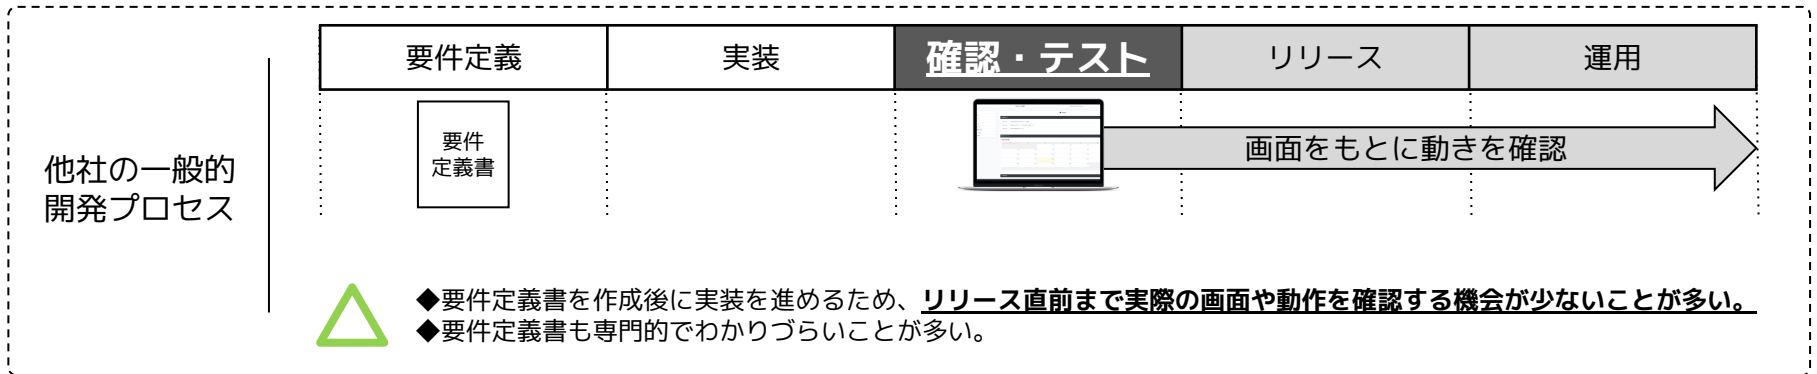 要件定義
実装
確認・テスト
リリース
運用
他社の一般的
開発プロセス
要件
定義書
画面をもとに動きを確認
◆要件定義書を作成後に実装を進めるため、リリース直前まで実際の画面や動作を確認する機会が少ないことが多い。
◆要件定義書も専門的でわかりづらいことが多い。